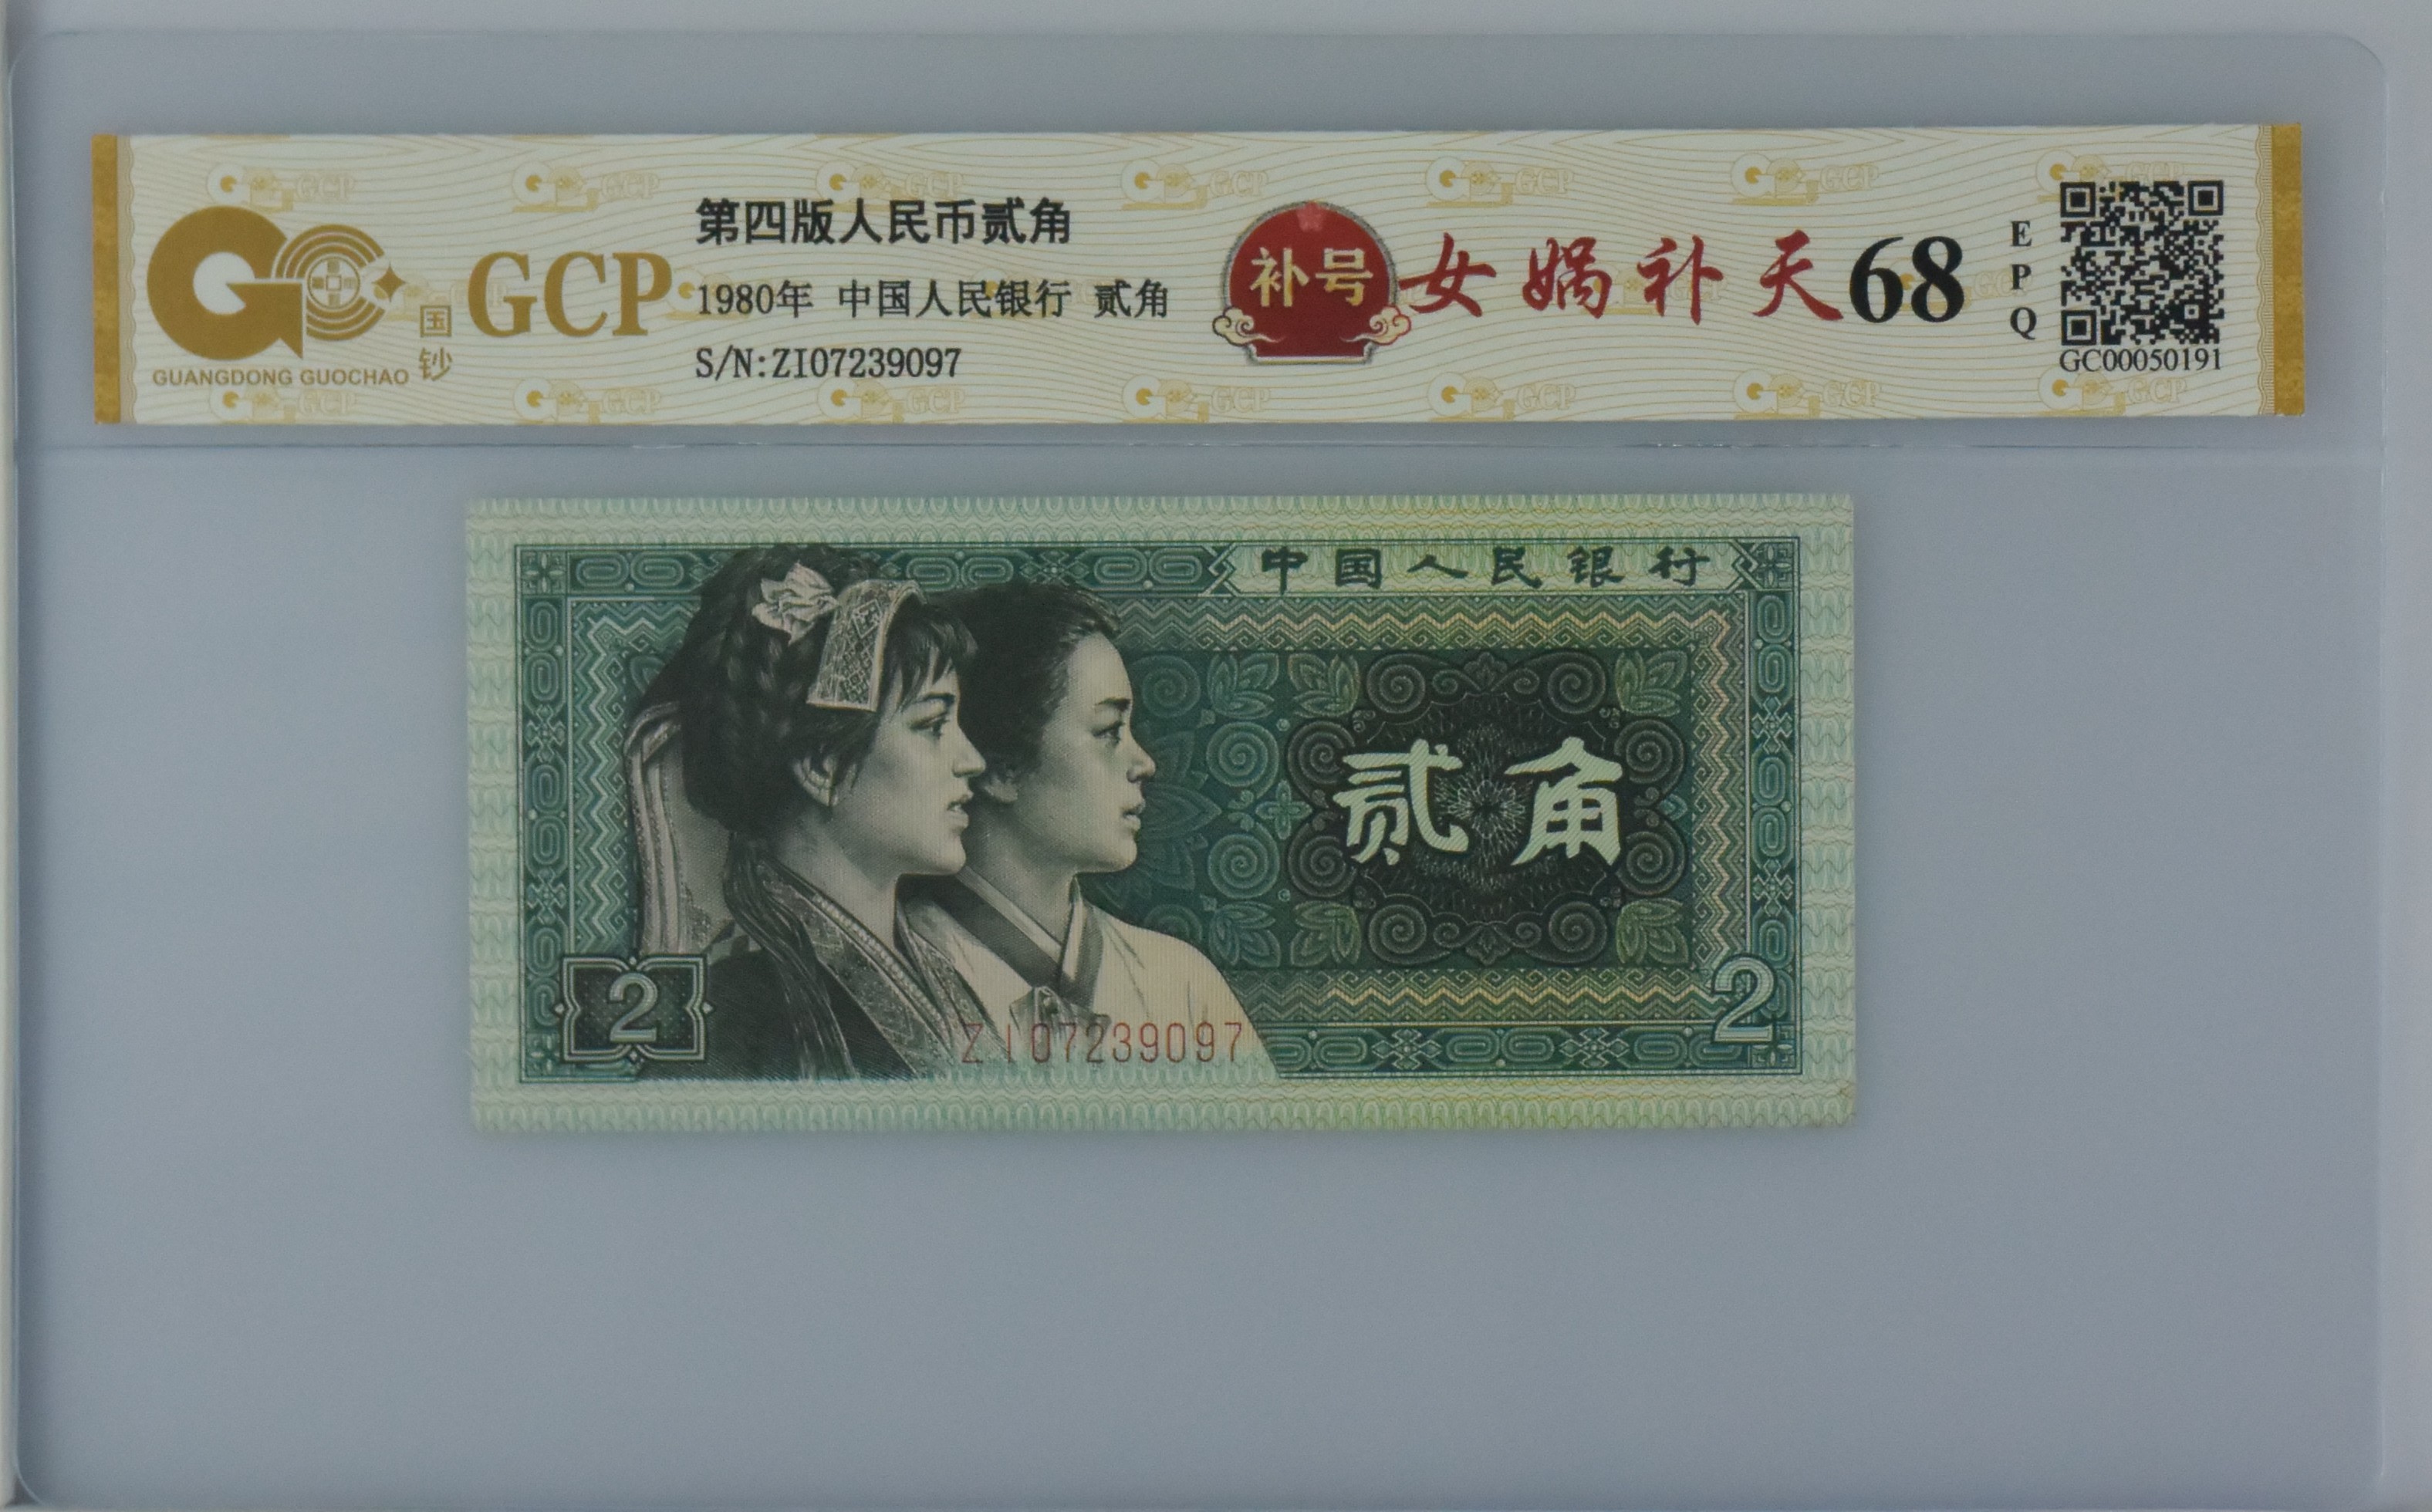 GUANGDONG GUOCHAO
国钞
GCP
第四版人民币贰角
1980年 中国人民银行 贰角
S/N:ZI07239097
补号
女娲补天
68
EPQ
GC00050191
中国人民银行
贰角
2
2
ZI07239097